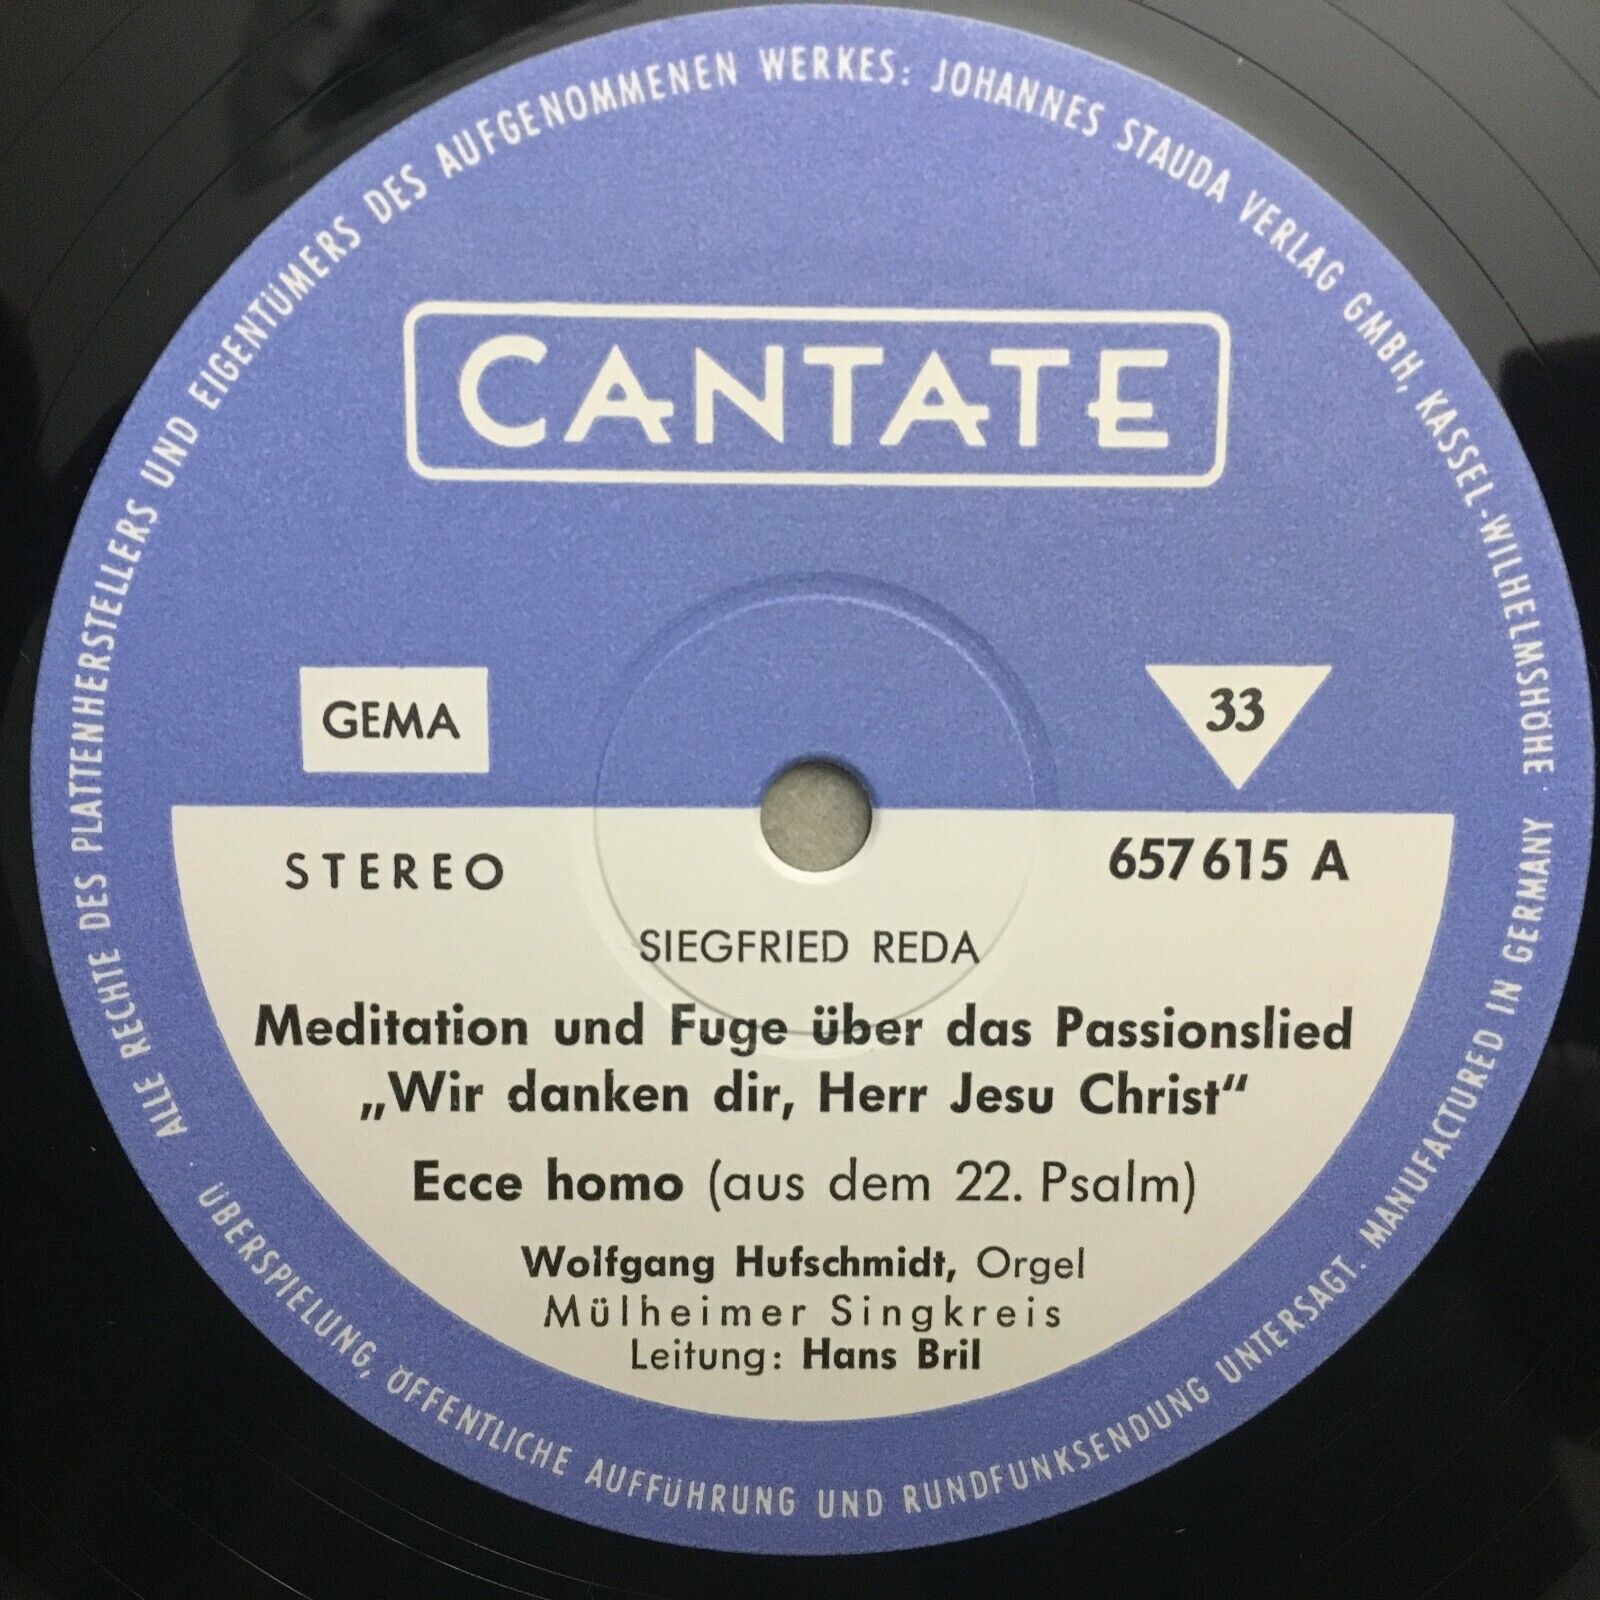 ALLE RECHTE DES PLATTENHERSTELLERS UND EIGENTÜMERS DES AUFGENOMMENEN WERKES: JOHANNES STAUDA VERLAG GMBH, KASSEL-WILHELMSHÖHE
CANTATE
GEMA
33
STEREO
657615 A
SIEGFRIED REDA
Meditation und Fuge über das Passionslied
„Wir danken dir, Herr Jesu Christ“
Ecce homo (aus dem 22. Psalm)
Wolfgang Hufschmidt, Orgel
Mülheimer Singkreis
Leitung: Hans Bril
ÜBERSPIELUNG, ÖFFENTLICHE AUFFÜHRUNG UND RUNDFUNKSENDUNG UNTERSAGT. MANUFACTURED IN GERMANY